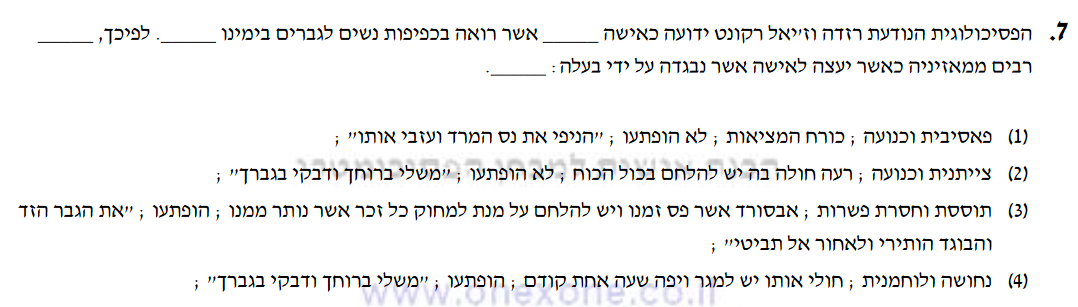 7. הפסיכולוגית הנודעת רזדה וז'יאל רקונט ידועה כאישה _____ אשר רואה בכפיפות נשים לגברים בימינו _____. לפיכך, _____
רבים ממאזיניה כאשר יעצה לאישה אשר נבגדה על ידי בעלה: _____.
(1) פאסיבית וכנועה ; כורח המציאות ; לא הופתעו ; "הניפי את נס המרד ועזבי אותו" ;
(2) צייתנית וכנועה ; רעה חולה בה יש להלחם בכול הכוח ; לא הופתעו ; "משלי ברוחך ודבקי בגברך" ;
(3) תוססת וחסרת פשרות ; אבסורד אשר פס זמנו ויש להלחם על מנת למחוק כל זכר אשר נותר ממנו ; הופתעו ; "את הגבר הזד
והבוגד הותירי ולאחור אל תביטי" ;
(4) נחושה ולוחמנית ; חולי אותו יש למגר ויפה שעה אחת קודם ; הופתעו ; "משלי ברוחך ודבקי בגברך" ;
www.onexone.co.il